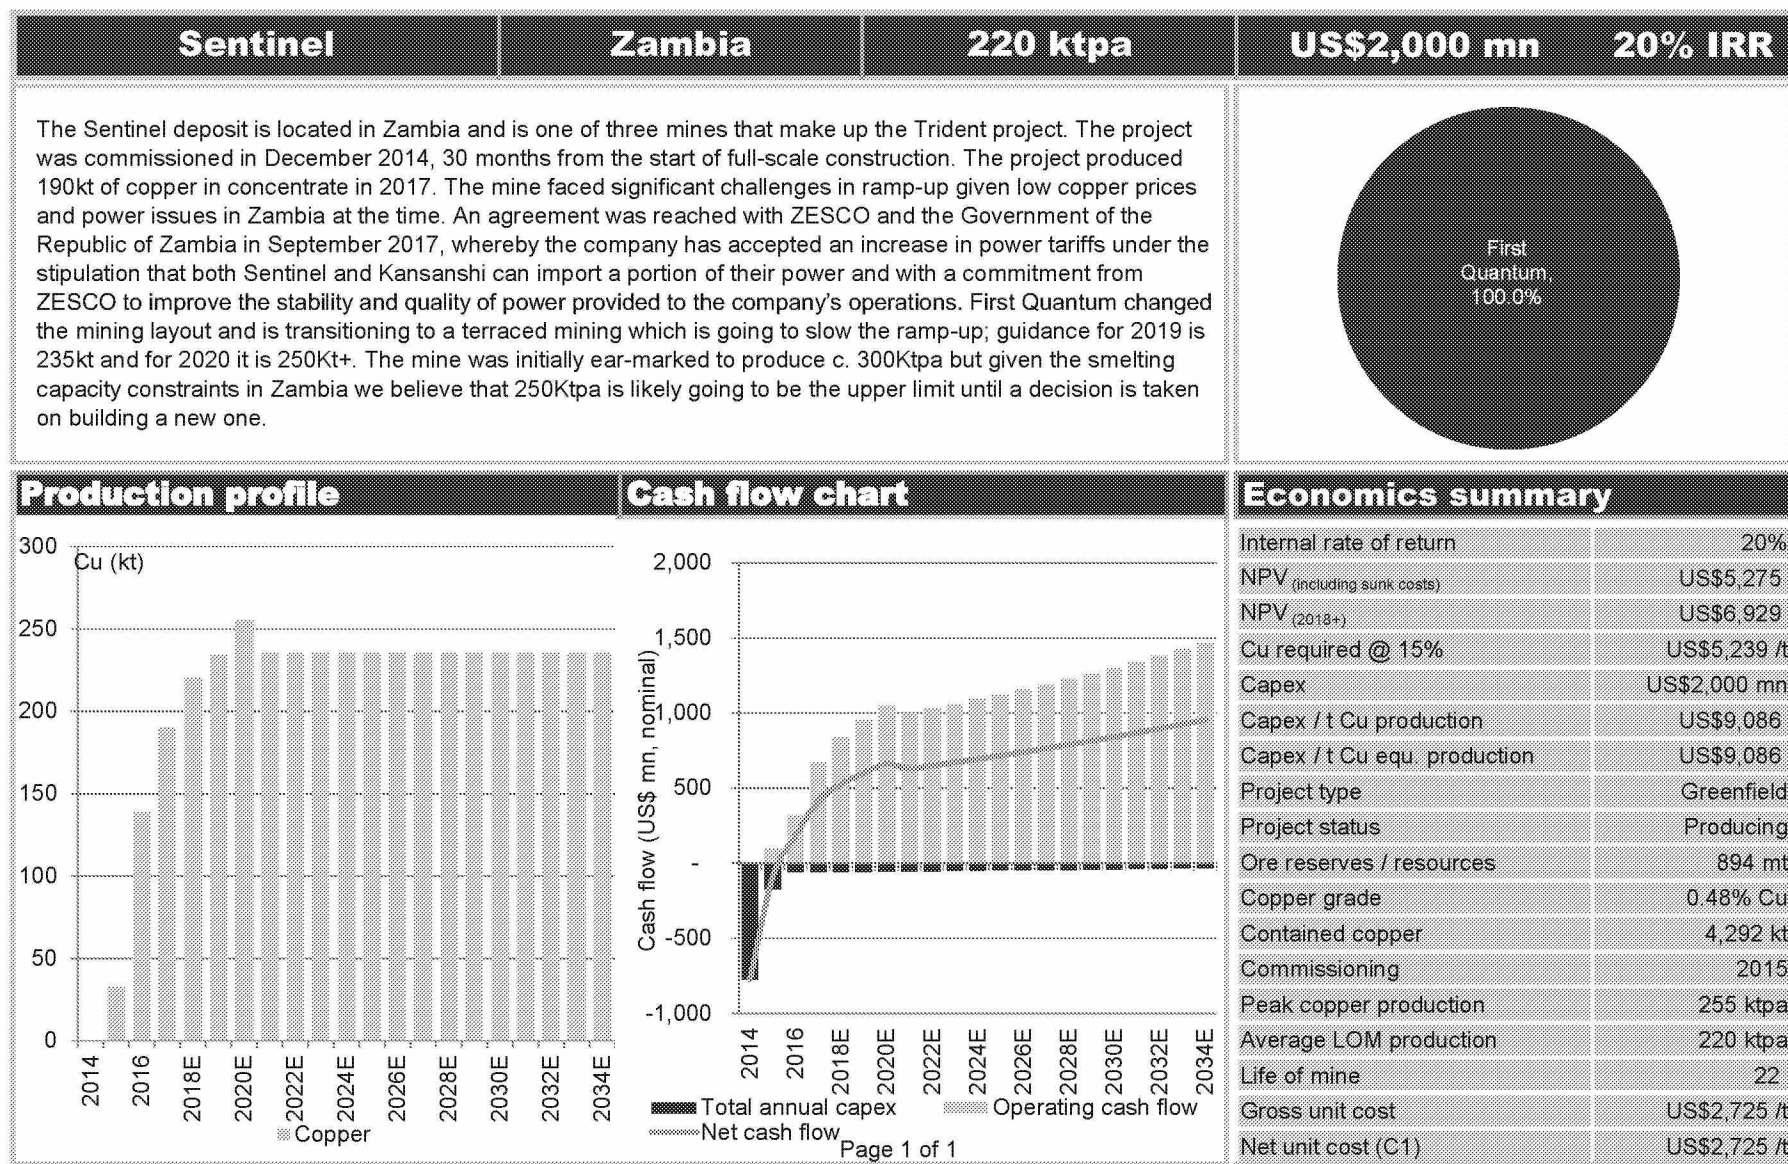 Sentinel
Zambia
220 ktpa
US$2,000 mn
20% IRR
The Sentinel deposit is located in Zambia and is one of three mines that make up the Trident project. The project
was commissioned in December 2014, 30 months from the start of full-scale construction. The project produced
190kt of copper in concentrate in 2017. The mine faced significant challenges in ramp-up given low copper prices
and power issues in Zambia at the time. An agreement was reached with ZESCO and the Government of the
Republic of Zambia in September 2017, whereby the company has accepted an increase in power tariffs under the
stipulation that both Sentinel and Kansanshi can import a portion of their power and with a commitment from
ZESCO to improve the stability and quality of power provided to the company's operations. First Quantum changed
the mining layout and is transitioning to a terraced mining which is going to slow the ramp-up; guidance for 2019 is
235kt and for 2020 it is 250Kt+. The mine was initially ear-marked to produce c. 300Ktpa but given the smelting
capacity constraints in Zambia we believe that 250Ktpa is likely going to be the upper limit until a decision is taken
on building a new one.
First
Quantum,
100.0%
Production profile
Cu (kt)
300
250
200
150
100
50
0
2014
2016
2018E
2020E
2022E
2024E
2026E
2028E
2030E
2032E
2034E
Copper
Cash flow chart
Cash flow (US$ mn, nominal)
2,000
1,500
1,000
500
-
-500
-1,000
2014
2016
2018E
2020E
2022E
2024E
2026E
2028E
2030E
2032E
2034E
Total annual capex
Operating cash flow
Net cash flow
Economics summary
Internal rate of return 20%
NPV (including sunk costs) US$5,275
NPV (2018+) US$6,929
Cu required @ 15% US$5,239 /t
Capex US$2,000 mn
Capex / t Cu production US$9,086
Capex / t Cu equ. production US$9,086
Project type Greenfield
Project status Producing
Ore reserves / resources 894 mt
Copper grade 0.48% Cu
Contained copper 4,292 kt
Commissioning 2015
Peak copper production 255 ktpa
Average LOM production 220 ktpa
Life of mine 22
Gross unit cost US$2,725 /t
Net unit cost (C1) US$2,725 /t
Page 1 of 1